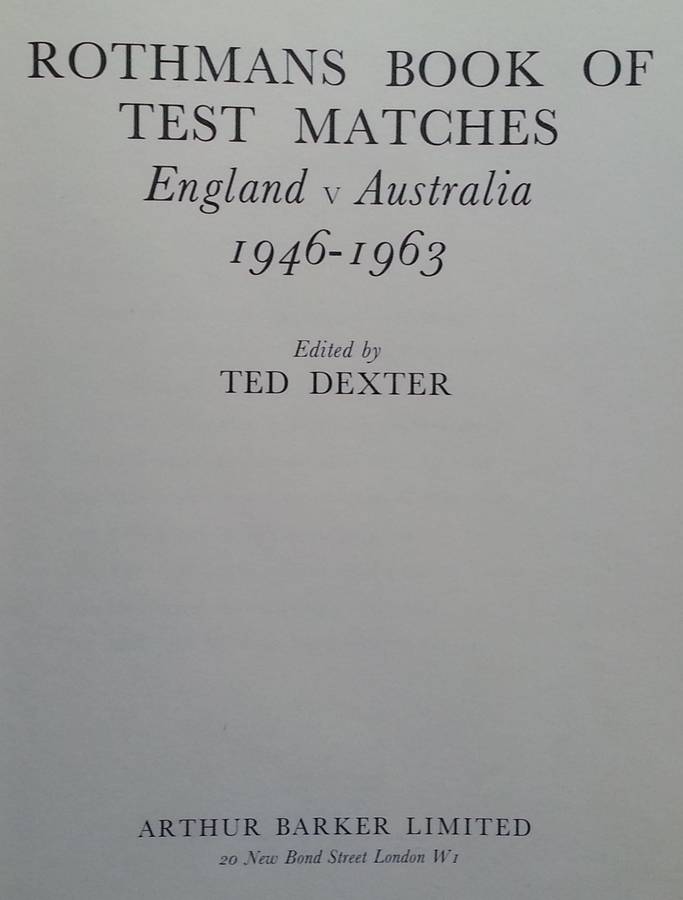 ROTHMANS BOOK OF
TEST MATCHES
England v Australia
1946-1963
Edited by
TED DEXTER
ARTHUR BARKER LIMITED
20 New Bond Street London W1